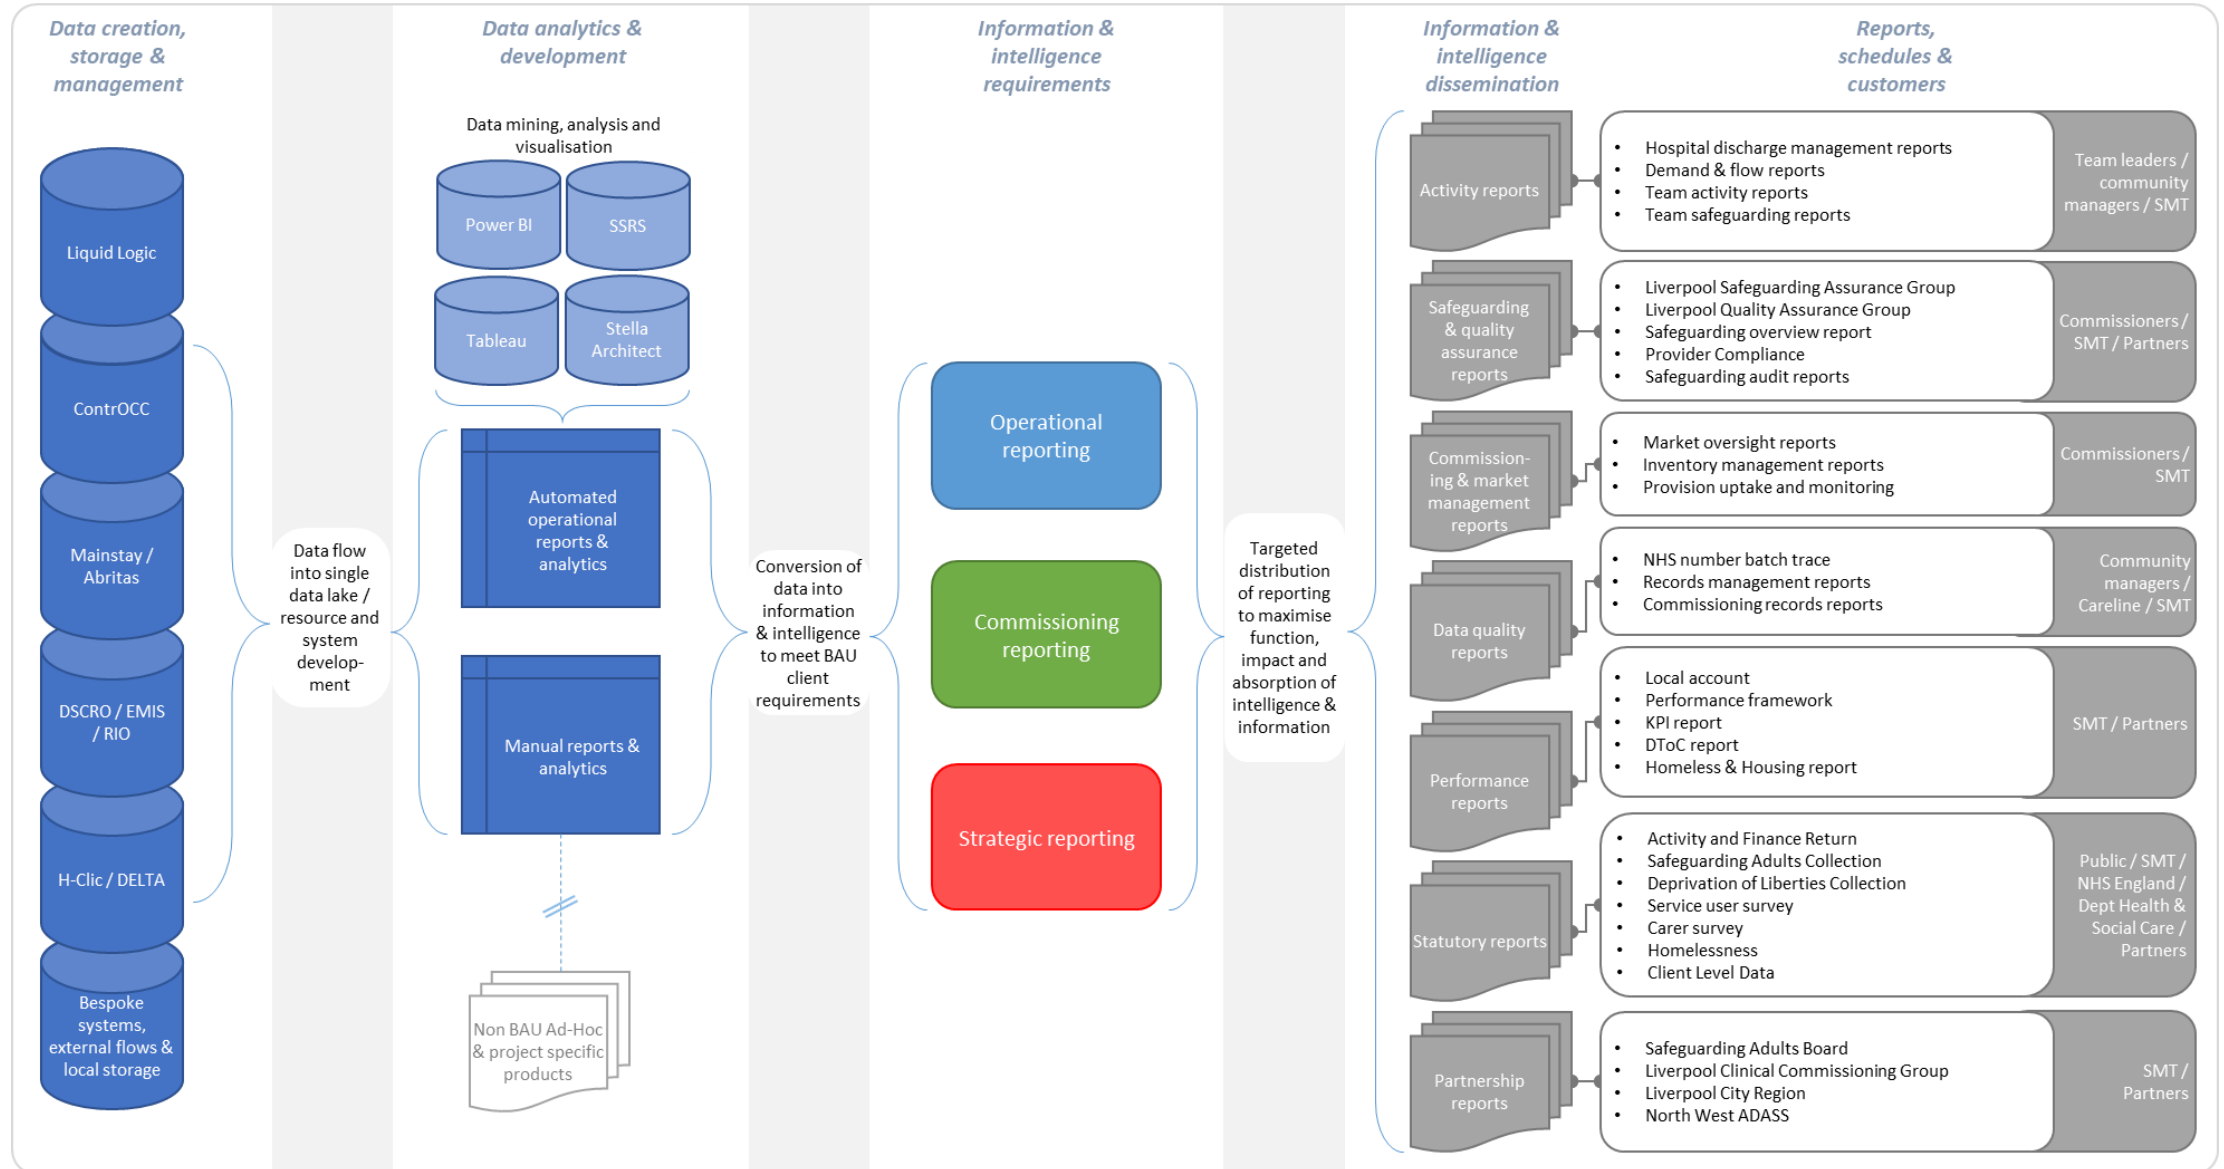 Data creation,
storage &
management
Data analytics &
development
Information &
intelligence
requirements
Information &
intelligence
dissemination
Reports,
schedules &
customers
Liquid Logic
ContrOCC
Mainstay /
Abritas
DSCRO / EMIS
/ RIO
H-Clic / DELTA
Bespoke
systems,
external flows &
local storage
Data flow
into single
data lake /
resource and
system
develop-
ment
Data mining, analysis and
visualisation
Power BI
SSRS
Tableau
Stella
Architect
Automated
operational
reports &
analytics
Manual reports &
analytics
Non BAU Ad-Hoc
& project specific
products
Conversion of
data into
information
& intelligence
to meet BAU
client
requirements
Operational
reporting
Commissioning
reporting
Strategic reporting
Targeted
distribution
of reporting
to maximise
function,
impact and
absorption of
intelligence &
information
Activity reports
• Hospital discharge management reports
• Demand & flow reports
• Team activity reports
• Team safeguarding reports
Team leaders /
community
managers / SMT
Safeguarding
& quality
assurance
reports
• Liverpool Safeguarding Assurance Group
• Liverpool Quality Assurance Group
• Safeguarding overview report
• Provider Compliance
• Safeguarding audit reports
Commissioners /
SMT / Partners
Commission-
ing & market
management
reports
• Market oversight reports
• Inventory management reports
• Provision uptake and monitoring
Commissioners /
SMT
Data quality
reports
• NHS number batch trace
• Records management reports
• Commissioning records reports
Community
managers /
Careline / SMT
Performance
reports
• Local account
• Performance framework
• KPI report
• DToC report
• Homeless & Housing report
SMT / Partners
Statutory reports
• Activity and Finance Return
• Safeguarding Adults Collection
• Deprivation of Liberties Collection
• Service user survey
• Carer survey
• Homelessness
• Client Level Data
Public / SMT /
NHS England /
Dept Health &
Social Care /
Partners
Partnership
reports
• Safeguarding Adults Board
• Liverpool Clinical Commissioning Group
• Liverpool City Region
• North West ADASS
SMT /
Partners